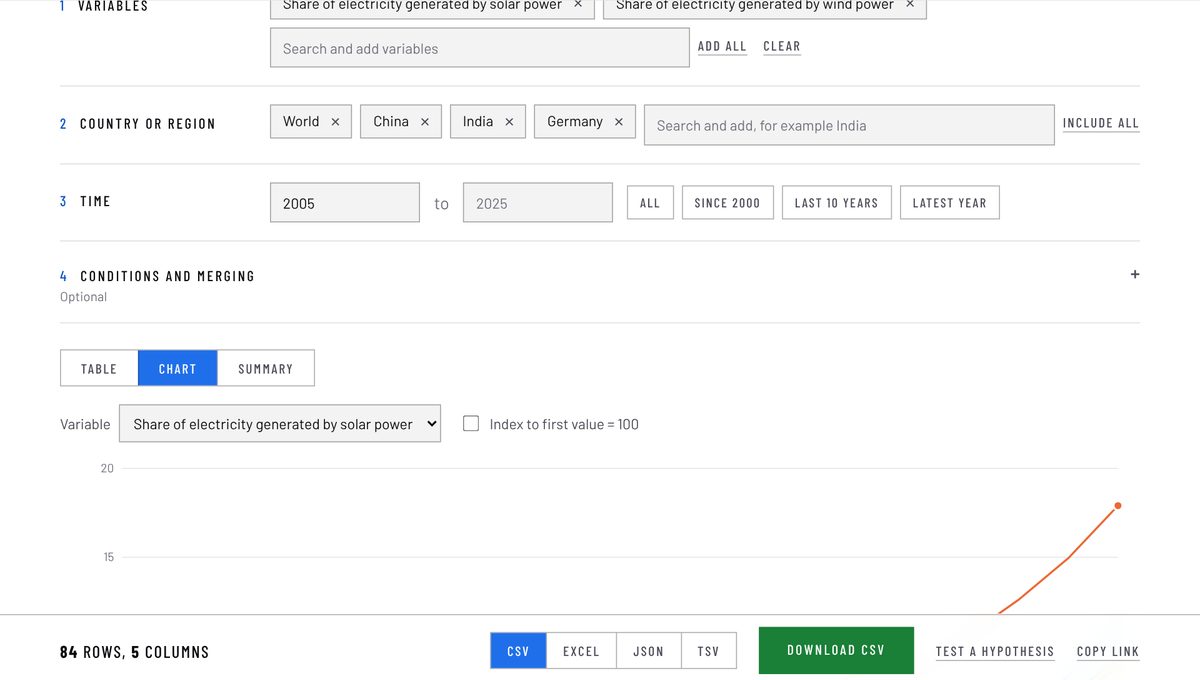 1 VARIABLES
Share of electricity generated by solar power × Share of electricity generated by wind power ×
Search and add variables ADD ALL CLEAR
2 COUNTRY OR REGION World × China × India × Germany × Search and add, for example India INCLUDE ALL
3 TIME 2005 to 2025 ALL SINCE 2000 LAST 10 YEARS LATEST YEAR
4 CONDITIONS AND MERGING +
Optional
TABLE CHART SUMMARY
Variable Share of electricity generated by solar power Index to first value = 100
20
15
84 ROWS, 5 COLUMNS CSV EXCEL JSON TSV DOWNLOAD CSV TEST A HYPOTHESIS COPY LINK